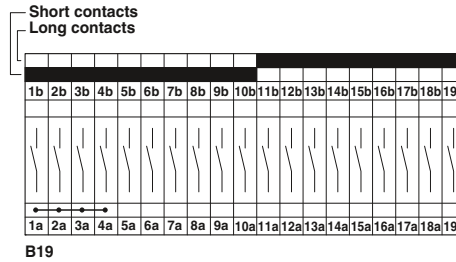 Short contacts
Long contacts
1b 2b 3b 4b 5b 6b 7b 8b 9b 10b 11b 12b 13b 14b 15b 16b 17b 18b 19
1a 2a 3a 4a 5a 6a 7a 8a 9a 10a 11a 12a 13a 14a 15a 16a 17a 18a 19
B19